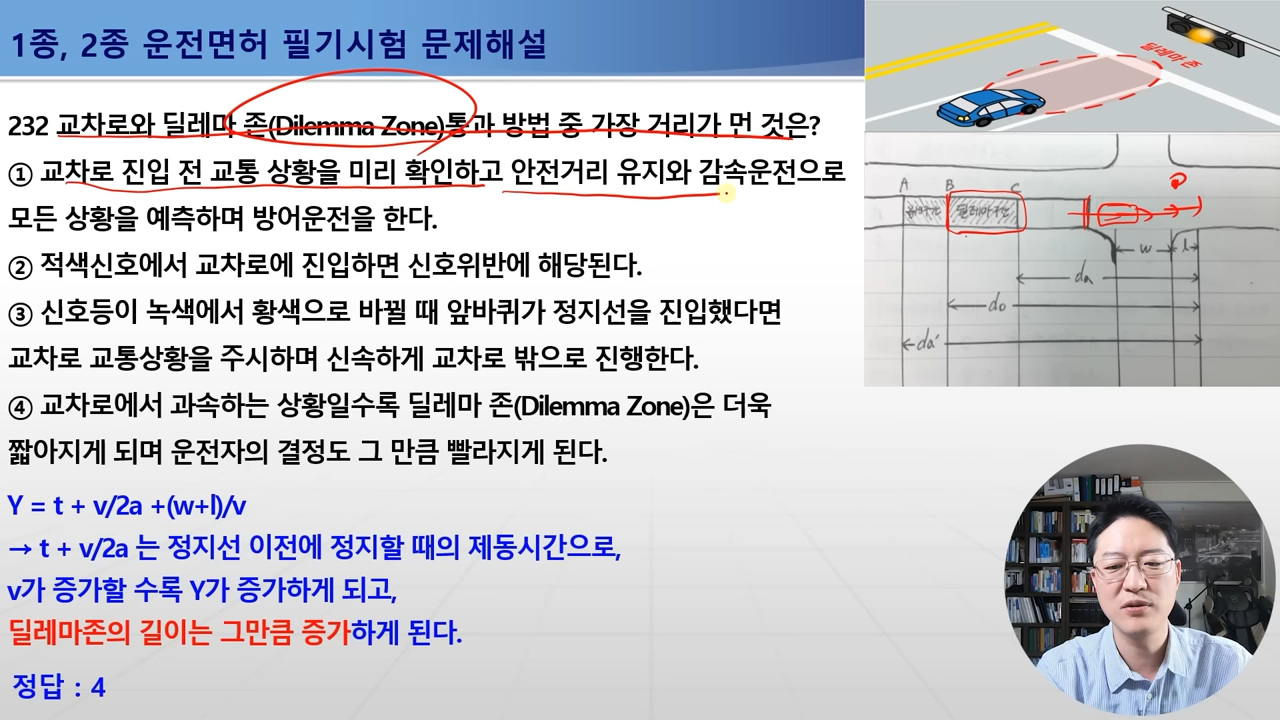 1종, 2종 운전면허 필기시험 문제해설
딜레마 존
232 교차로와 딜레마 존(Dilemma Zone)통과 방법 중 가장 거리가 먼 것은?
① 교차로 진입 전 교통 상황을 미리 확인하고 안전거리 유지와 감속운전으로
모든 상황을 예측하며 방어운전을 한다.
② 적색신호에서 교차로에 진입하면 신호위반에 해당된다.
③ 신호등이 녹색에서 황색으로 바뀔 때 앞바퀴가 정지선을 진입했다면
교차로 교통상황을 주시하며 신속하게 교차로 밖으로 진행한다.
④ 교차로에서 과속하는 상황일수록 딜레마 존(Dilemma Zone)은 더욱
짧아지게 되며 운전자의 결정도 그 만큼 빨라지게 된다.
Y = t + v/2a +(w+l)/v
→ t + v/2a 는 정지선 이전에 정지할 때의 제동시간으로,
v가 증가할 수록 Y가 증가하게 되고,
딜레마존의 길이는 그만큼 증가하게 된다.
정답 : 4
A B C
딜레마구간
w l
da
do
da'